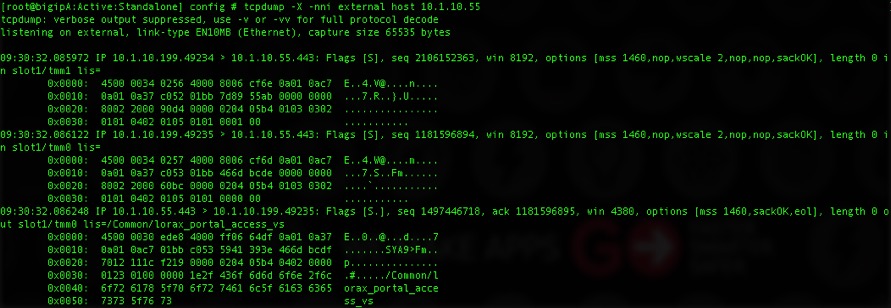 [root@bigipA:Active:Standalone] config # tcpdump -X -nni external host 10.1.10.55
tcpdump: verbose output suppressed, use -v or -vv for full protocol decode
listening on external, link-type EN10MB (Ethernet), capture size 65535 bytes
09:30:32.085972 IP 10.1.10.199.49234 > 10.1.10.55.443: Flags [S], seq 2106152363, win 8192, options [mss 1460,nop,wscale 2,nop,nop,sackOK], length 0 i
n slot1/tmm1 lis=
0x0000: 4500 0034 0256 4000 8006 cf6e 0a01 0ac7 E..4.V@....n....
0x0010: 0a01 0a37 c052 01bb 7d89 55ab 0000 0000 ...7.R..}.U.....
0x0020: 8002 2000 90d4 0000 0204 05b4 0103 0302 ................
0x0030: 0101 0402 0105 0101 0001 00 ...........
09:30:32.086122 IP 10.1.10.199.49235 > 10.1.10.55.443: Flags [S], seq 1181596894, win 8192, options [mss 1460,nop,wscale 2,nop,nop,sackOK], length 0 i
n slot1/tmm0 lis=
0x0000: 4500 0034 0257 4000 8006 cf6d 0a01 0ac7 E..4.W@....m....
0x0010: 0a01 0a37 c053 01bb 466d bcde 0000 0000 ...7.S..Fm......
0x0020: 8002 2000 60bc 0000 0204 05b4 0103 0302 ....`...........
0x0030: 0101 0402 0105 0101 0000 00 ...........
09:30:32.086248 IP 10.1.10.55.443 > 10.1.10.199.49235: Flags [S.], seq 1497446718, ack 1181596895, win 4380, options [mss 1460,sackOK,eol], length 0 o
ut slot1/tmm0 lis=/Common/lorax_portal_access_vs
0x0000: 4500 0030 ede8 4000 ff06 64df 0a01 0a37 E..0..@...d....7
0x0010: 0a01 0ac7 01bb c053 5941 393e 466d bcdf .......SYA9>Fm..
0x0020: 7012 111c f219 0000 0204 05b4 0402 0000 p...............
0x0030: 0123 0100 0000 1e2f 436f 6d6d 6f6e 2f6c .#...../Common/l
0x0040: 6f72 6178 5f70 6f72 7461 6c5f 6163 6365 orax_portal_acce
0x0050: 7373 5f76 73 ss_vs